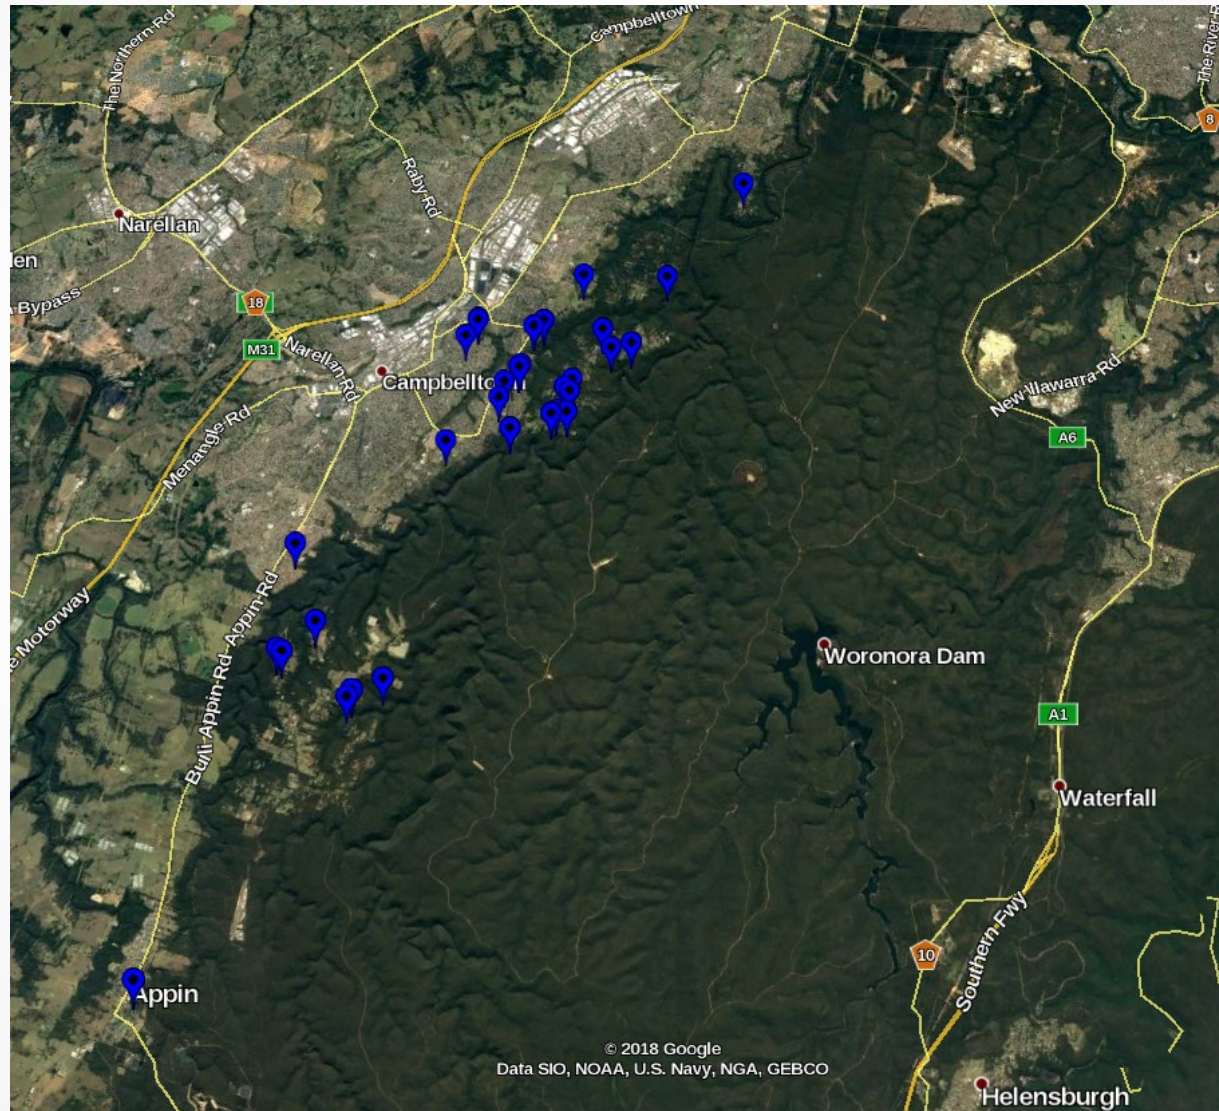 The Northern Rd
Campbelltown
The River R
8
Raby Rd
Narellan
len
Bypass
18
M31
Narellan Rd
Campbelltown
New Illawarra Rd
Menangle Rd
A6
Appin Rd
e Motorway
Woronora Dam
Bulli Appin Rd
A1
Waterfall
10
Southern Fwy
Appin
© 2018 Google
Data SIO, NOAA, U.S. Navy, NGA, GEBCO
Helensburgh